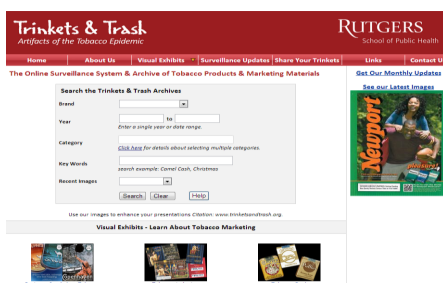 Trinkets & Trash
Artifacts of the Tobacco Epidemic
RUTGERS
School of Public Health
Home About Us Visual Exhibits Surveillance Updates Share Your Trinkets Links Contact U
The Online Surveillance System & Archive of Tobacco Products & Marketing Materials
Get Our Monthly Updates
See our Latest Images
Search the Trinkets & Trash Archives
Brand
Year to
Enter a single year or date range.
Category
Click here for details about selecting multiple categories.
Key Words
search example: Camel Cash, Christmas
Recent Images
Search Clear Help
Newport
pleasure!
Use our images to enhance your presentations Citation: www.trinketsandtrash.org.
Visual Exhibits - Learn About Tobacco Marketing